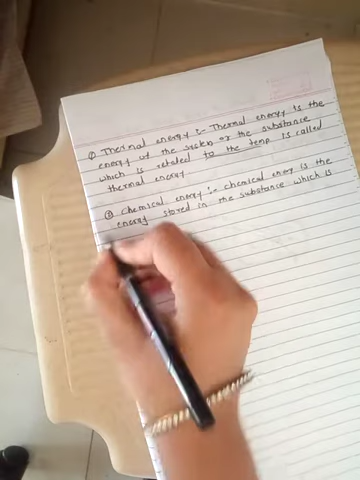 ① Thermal energy :- Thermal energy is the
energy of the system or the substance
which is related to the temp is called
thermal energy
② Chemical energy :- chemical enery is the
energy stored in the substance which is